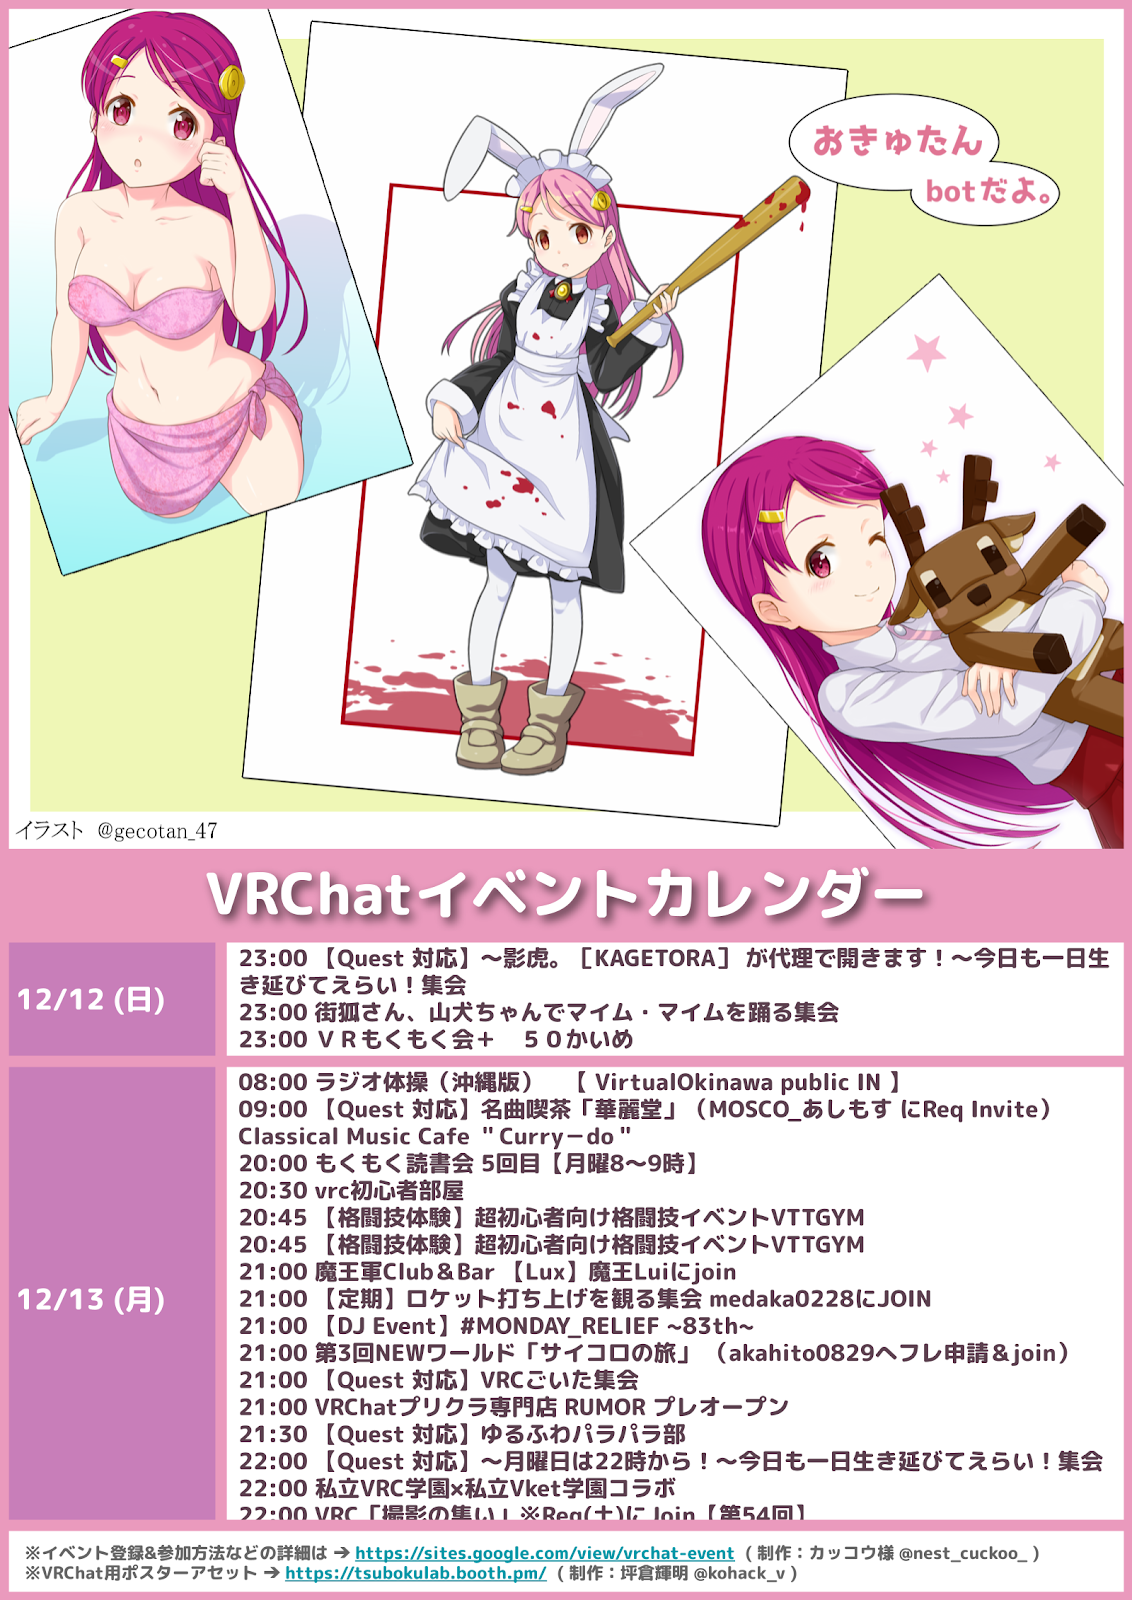 おきゅたん
botだよ。
イラスト @gecotan_47
VRChatイベントカレンダー
12/12 (日)
23:00 【Quest 対応】～影虎。［KAGETORA］ が代理で開きます！～今日も一日生
き延びてえらい！集会
23:00 街狐さん、山犬ちゃんでマイム・マイムを踊る集会
23:00 ＶＲもくもく会＋　５０かいめ
12/13 (月)
08:00 ラジオ体操（沖縄版）　【 VirtualOkinawa public IN 】
09:00 【Quest 対応】名曲喫茶「華麗堂」（MOSCO_あしもす にReq Invite）
Classical Music Cafe ＂Curry－do＂
20:00 もくもく読書会 5回目【月曜8～9時】
20:30 vrc初心者部屋
20:45 【格闘技体験】超初心者向け格闘技イベントVTTGYM
20:45 【格闘技体験】超初心者向け格闘技イベントVTTGYM
21:00 魔王軍Club＆Bar 【Lux】魔王Luiにjoin
21:00 【定期】ロケット打ち上げを観る集会 medaka0228にJOIN
21:00 【DJ Event】#MONDAY_RELIEF ~83th~
21:00 第3回NEWワールド「サイコロの旅」 （akahito0829へフレ申請＆join）
21:00 【Quest 対応】VRCごいた集会
21:00 VRChatプリクラ専門店 RUMOR プレオープン
21:30 【Quest 対応】ゆるふわパラパラ部
22:00 【Quest 対応】～月曜日は22時から！～今日も一日生き延びてえらい！集会
22:00 私立VRC学園×私立Vket学園コラボ
22:00 VRC「撮影の集い」※Req(土)にJoin【第54回】
※イベント登録&参加方法などの詳細は ➔ https://sites.google.com/view/vrchat-event ( 制作：カッコウ様 @nest_cuckoo_ )
※VRChat用ポスターアセット ➔ https://tsubokulab.booth.pm/ ( 制作：坪倉輝明 @kohack_v )